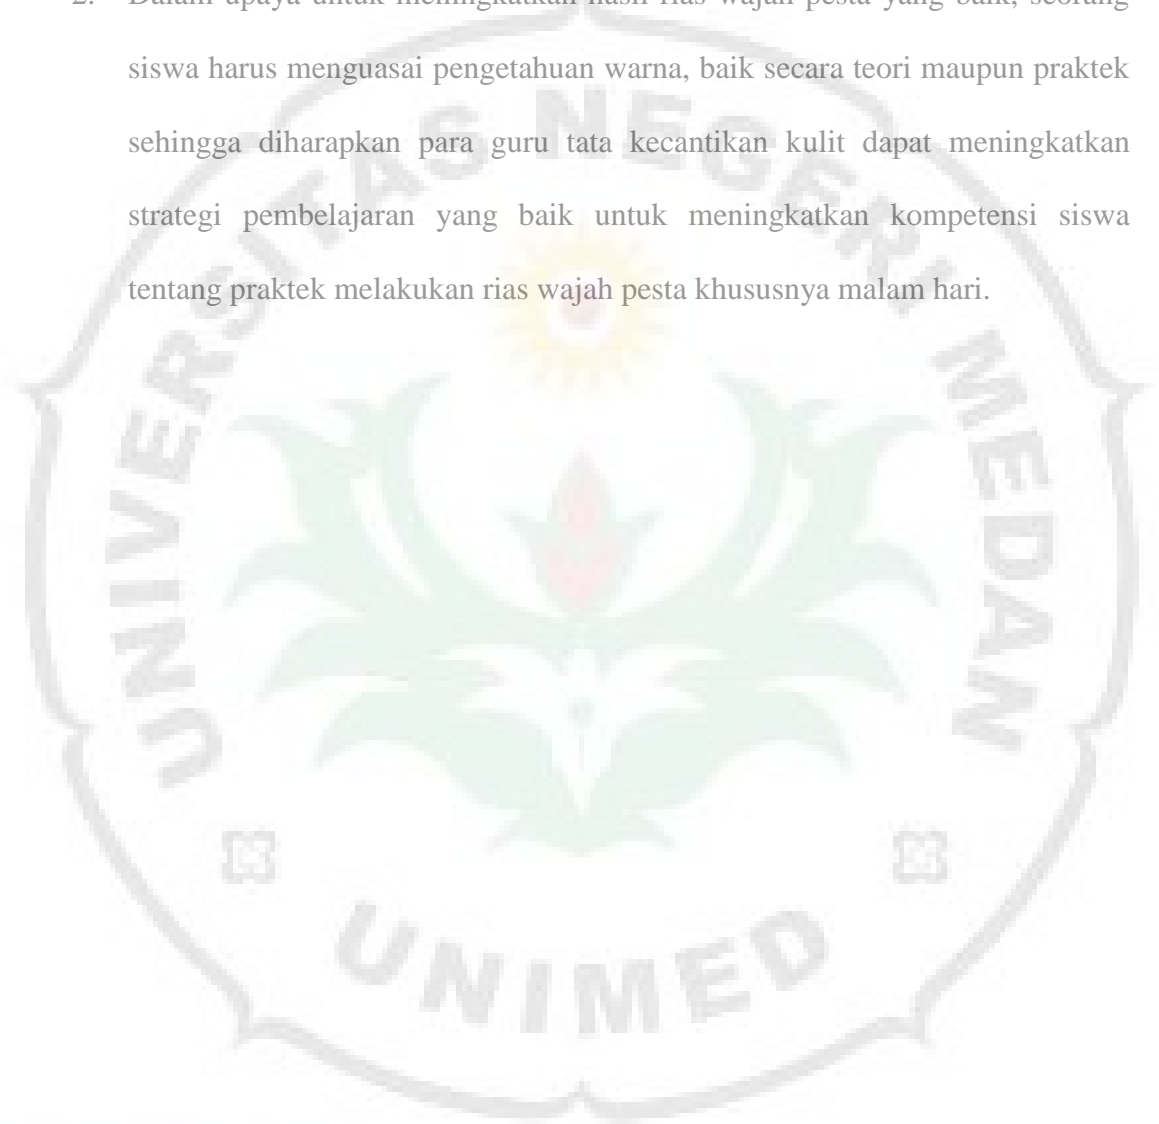 2. Dalam upaya untuk meningkatkan hasil rias wajah pesta yang baik, seorang
siswa harus menguasai pengetahuan warna, baik secara teori maupun praktek
sehingga diharapkan para guru tata kecantikan kulit dapat meningkatkan
strategi pembelajaran yang baik untuk meningkatkan kompetensi siswa
tentang praktek melakukan rias wajah pesta khususnya malam hari.
UNIVERSITAS NEGERI MEDAN
UNIMED